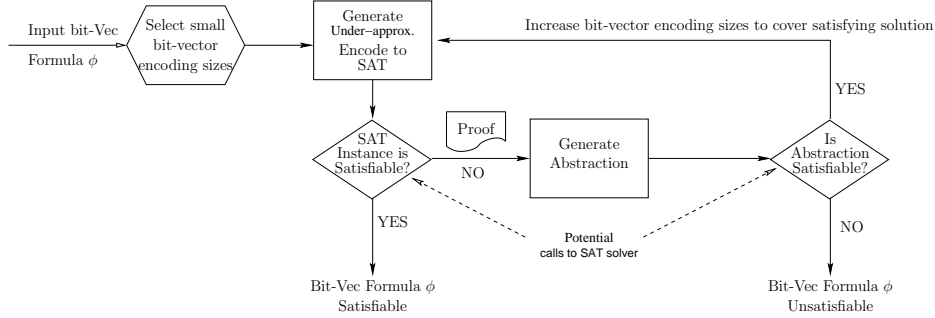 Input bit-Vec
Formula ϕ
Select small
bit-vector
encoding sizes
Generate
Under-approx.
Encode to
SAT
Increase bit-vector encoding sizes to cover satisfying solution
YES
SAT
Instance is
Satisfiable?
Proof
NO
Generate
Abstraction
Is
Abstraction
Satisfiable?
YES
NO
Potential
calls to SAT solver
Bit-Vec Formula ϕ
Satisfiable
Bit-Vec Formula ϕ
Unsatisfiable